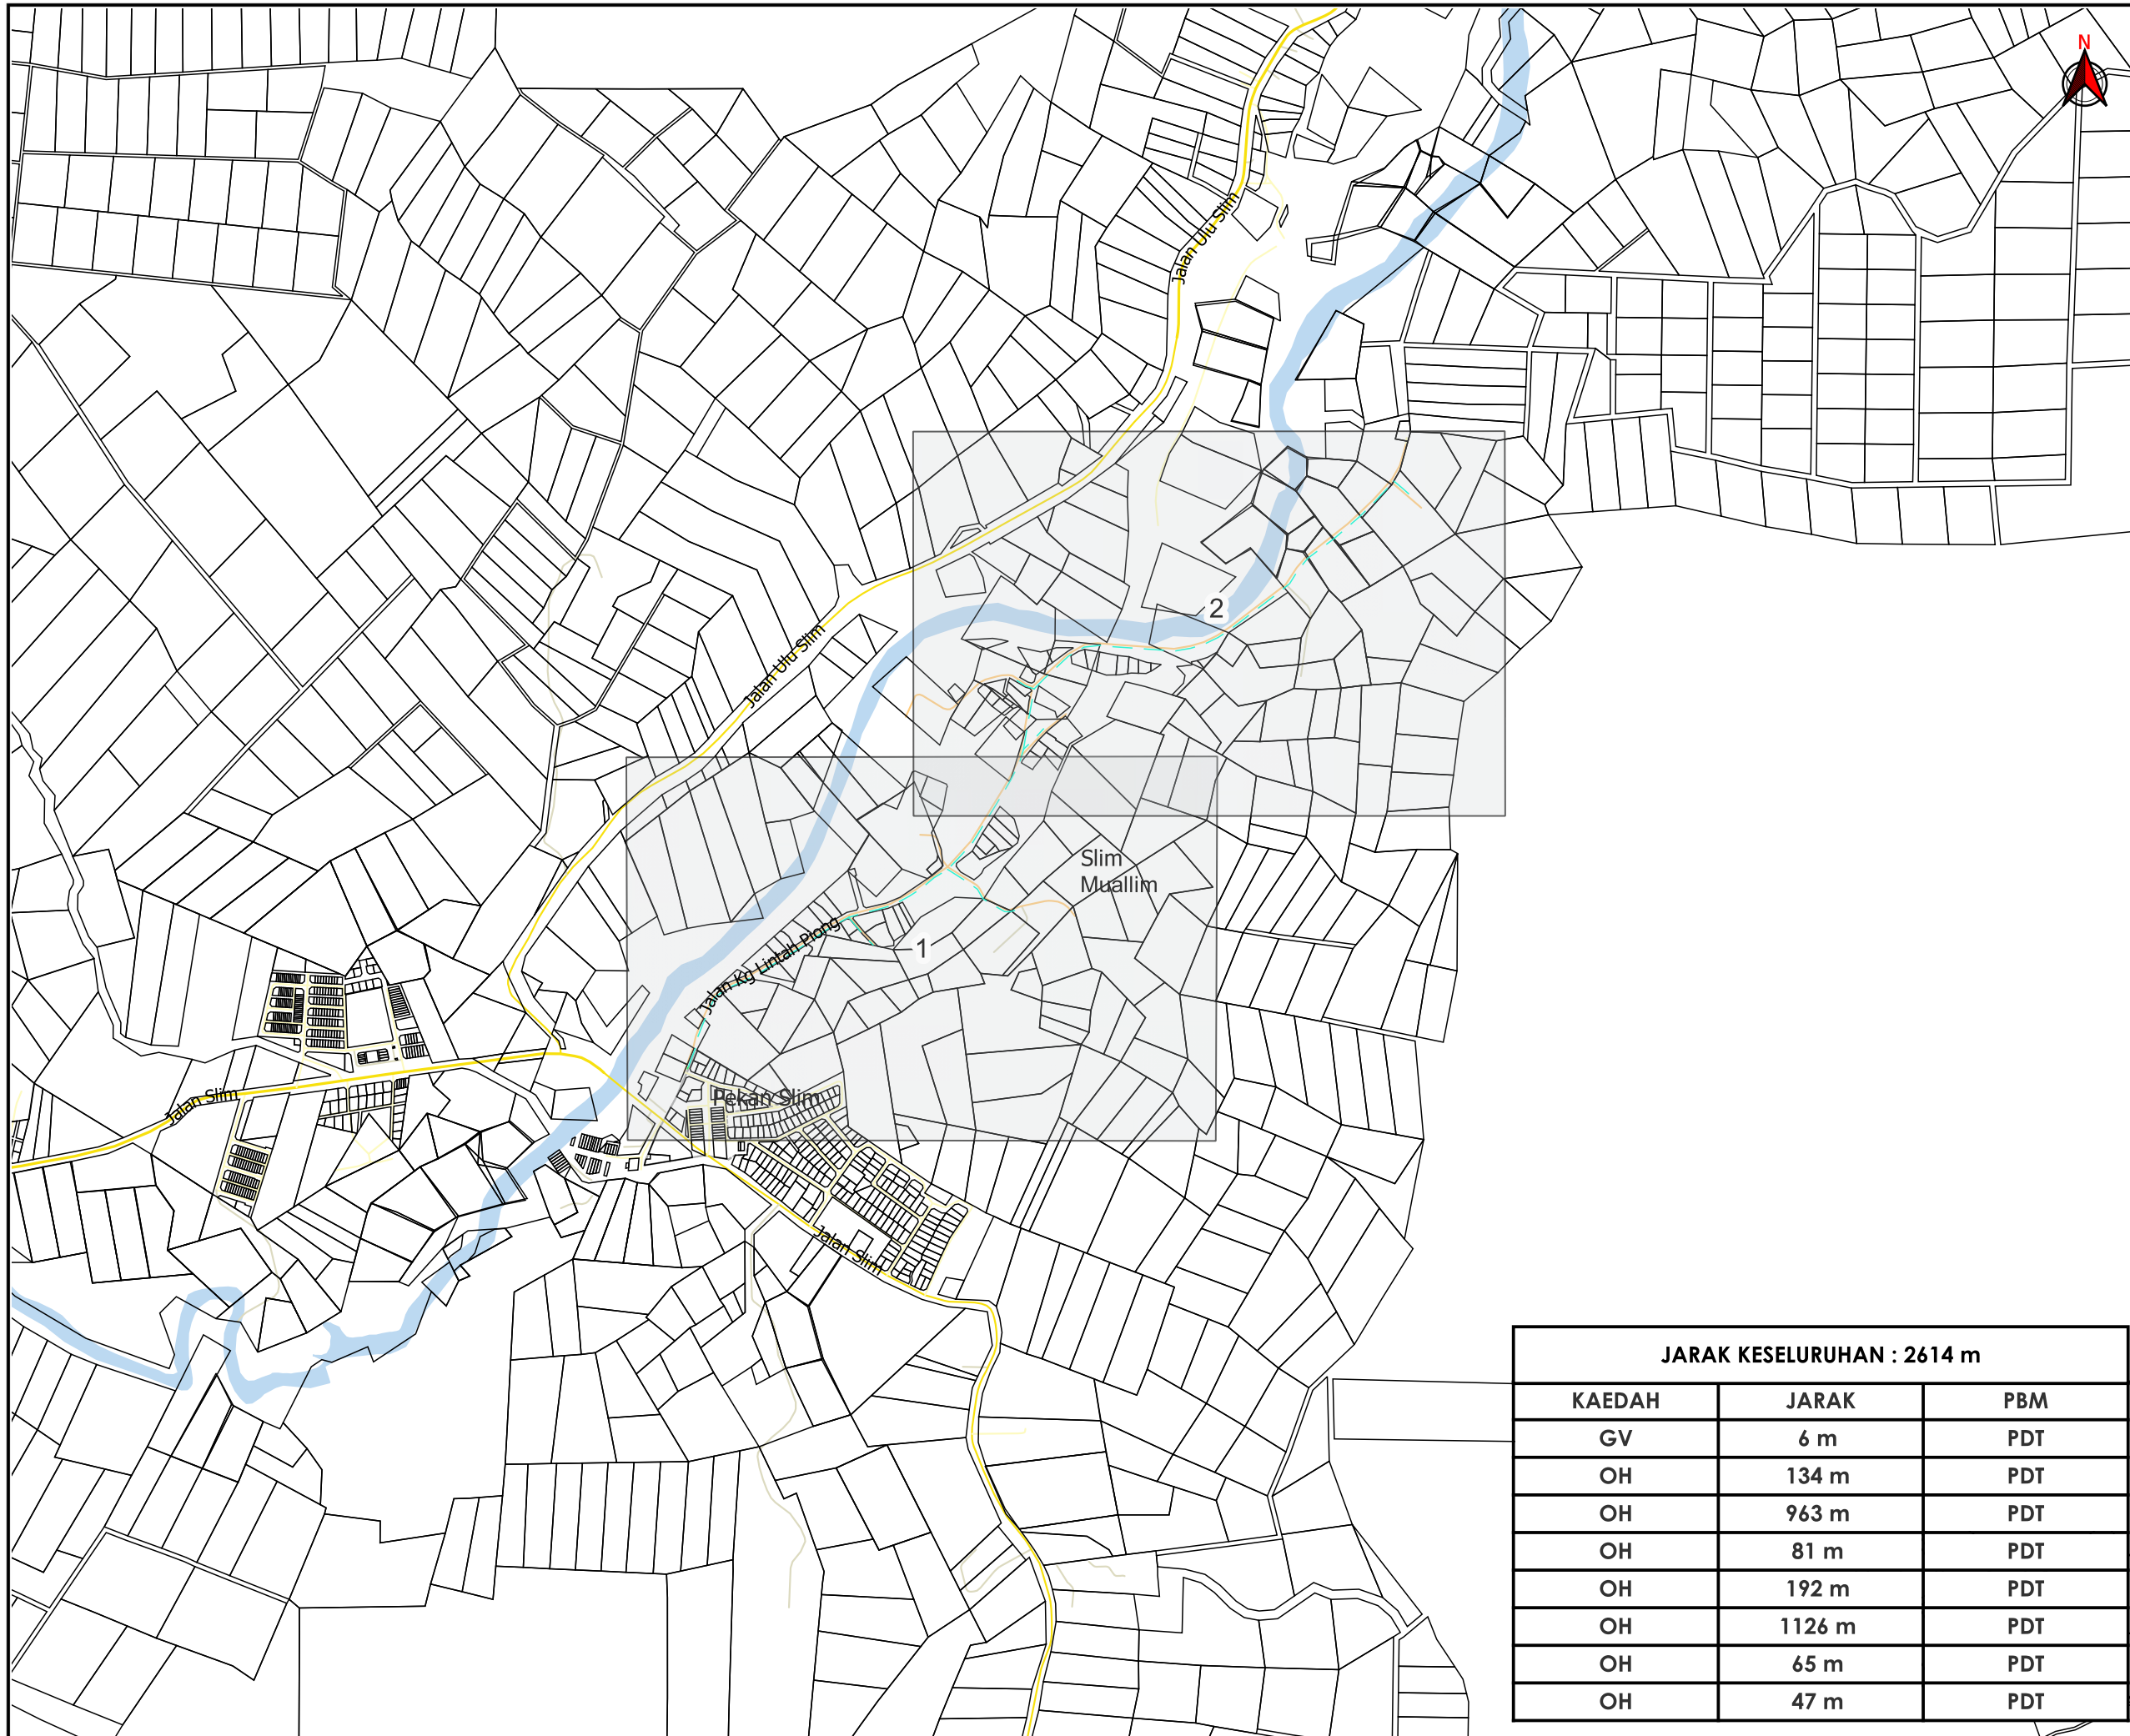 N
Jalan Ulu Slim
2
Jalan Ulu Slim
Slim
Muallim
1
Jalan Kg Lintah Piong
Pekan Slim
Jalan Slim
Jalan Slim
JARAK KESELURUHAN : 2614 m
KAEDAH JARAK PBM
GV 6 m PDT
OH 134 m PDT
OH 963 m PDT
OH 81 m PDT
OH 192 m PDT
OH 1126 m PDT
OH 65 m PDT
OH 47 m PDT